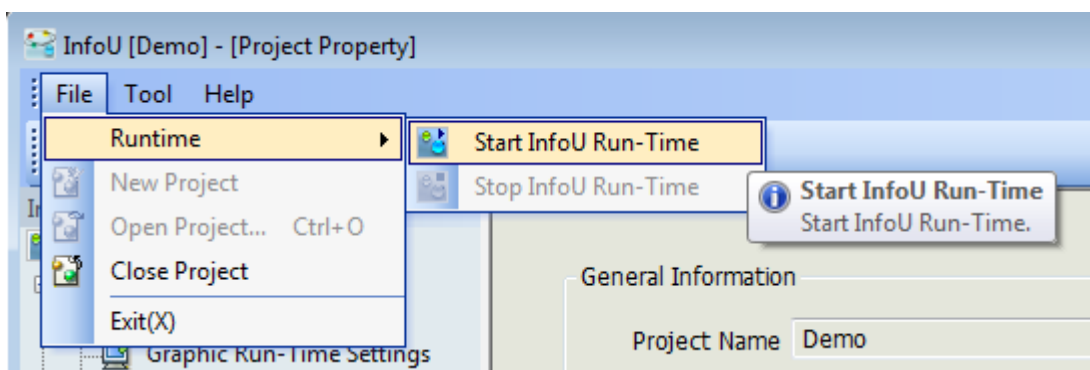 InfoU [Demo] - [Project Property]
File Tool Help
Runtime
Start InfoU Run-Time
New Project
Stop InfoU Run-Time
Start InfoU Run-Time
Start InfoU Run-Time.
Open Project... Ctrl+O
Close Project
General Information
Exit(X)
Project Name Demo
Graphic Run-Time Settings